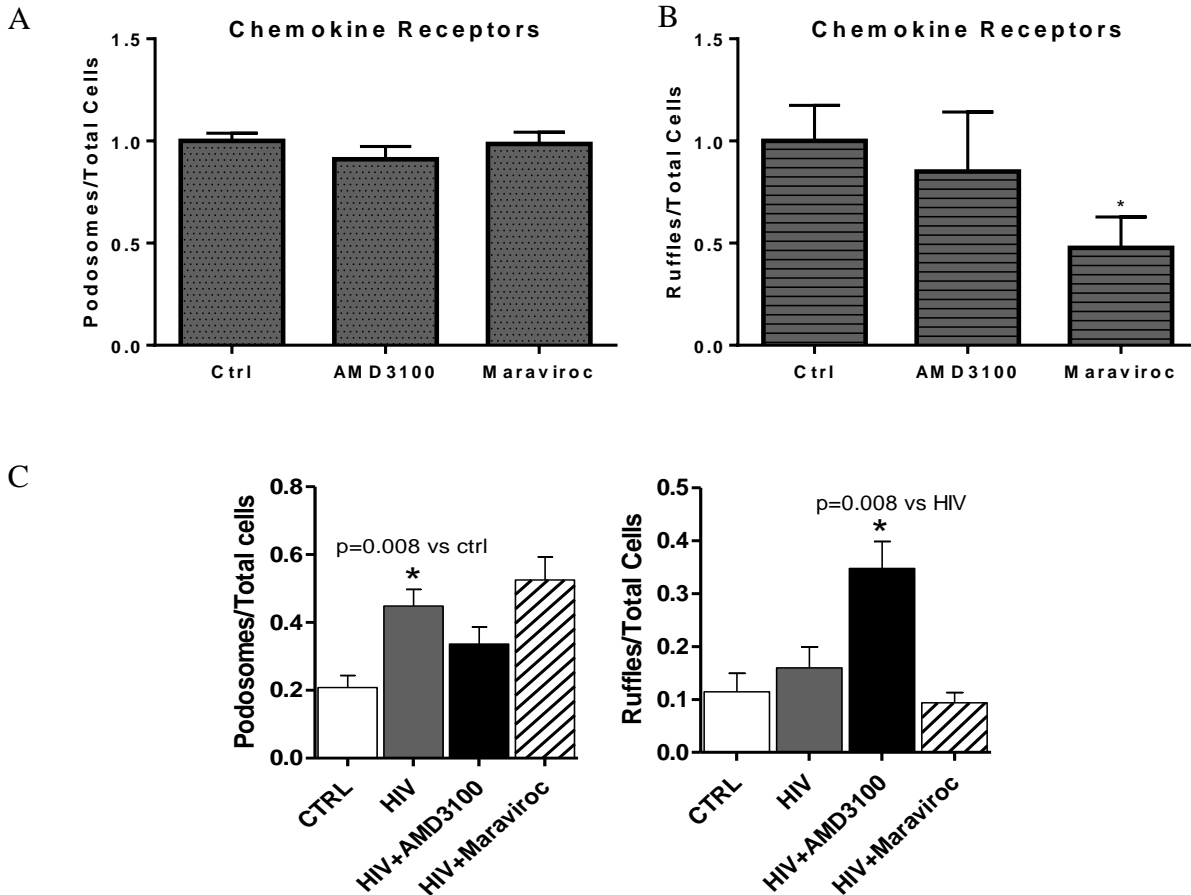 A
Chemokine Receptors
Podosomes/Total Cells
1.5
1.0
0.5
0.0
Ctrl
AMD3100
Maraviroc
B
Chemokine Receptors
Ruffles/Total Cells
1.5
1.0
0.5
0.0
*
Ctrl
AMD3100
Maraviroc
C
Podosomes/Total cells
0.8
0.6
0.4
0.2
0.0
p=0.008 vs ctrl
*
CTRL
HIV
HIV+AMD3100
HIV+Maraviroc
Ruffles/Total Cells
0.5
0.4
0.3
0.2
0.1
0.0
p=0.008 vs HIV
*
CTRL
HIV
HIV+AMD3100
HIV+Maraviroc